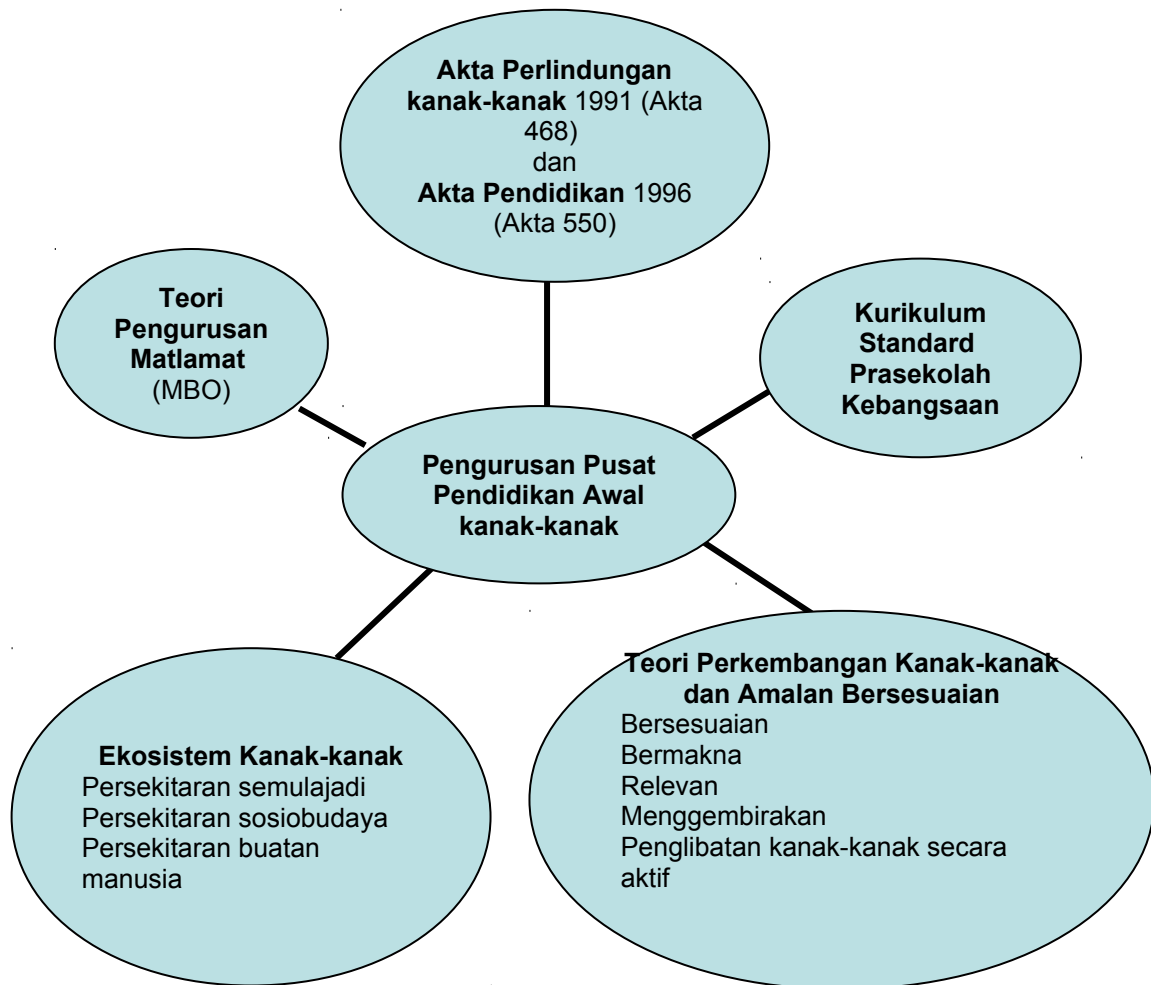 Akta Perlindungan
kanak-kanak 1991 (Akta
468)
dan
Akta Pendidikan 1996
(Akta 550)
Teori
Pengurusan
Matlamat
(MBO)
Kurikulum
Standard
Prasekolah
Kebangsaan
Pengurusan Pusat
Pendidikan Awal
kanak-kanak
Ekosistem Kanak-kanak
Persekitaran semulajadi
Persekitaran sosiobudaya
Persekitaran buatan
manusia
Teori Perkembangan Kanak-kanak
dan Amalan Bersesuaian
Bersesuaian
Bermakna
Relevan
Menggembirakan
Penglibatan kanak-kanak secara
aktif